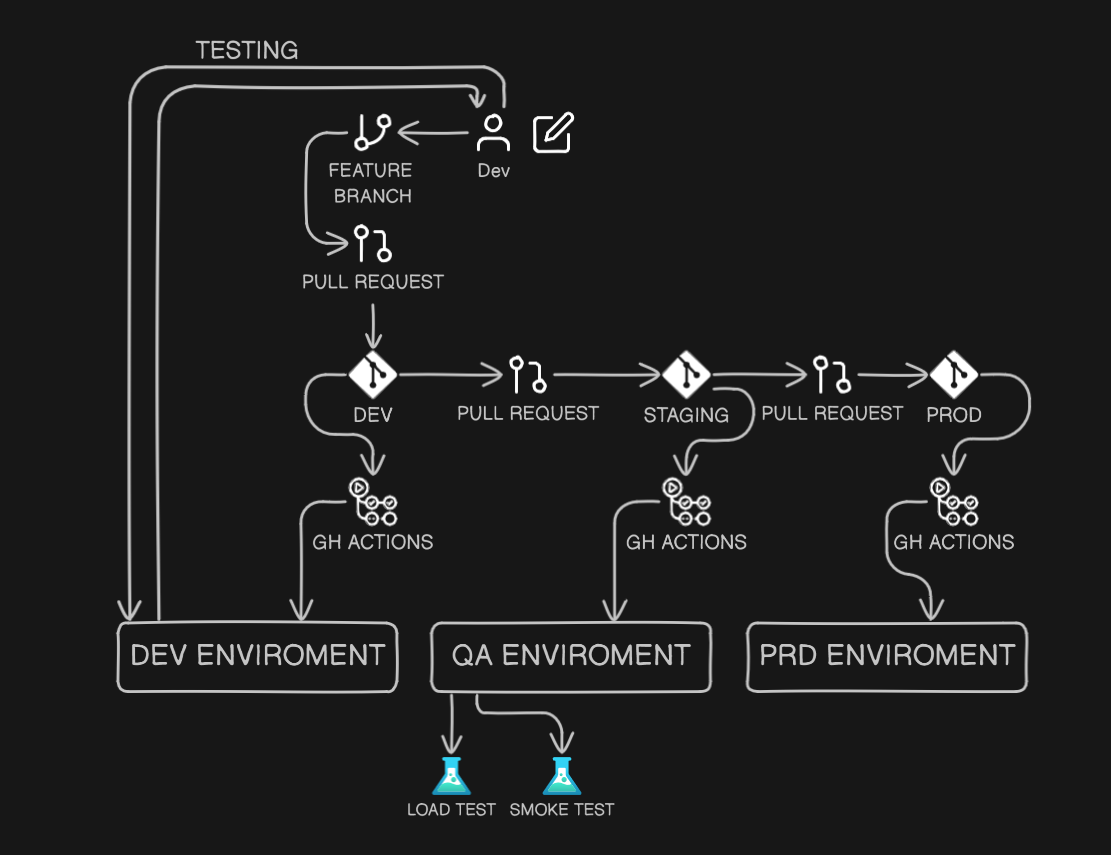 TESTING
FEATURE
BRANCH
Dev
PULL REQUEST
DEV
PULL REQUEST
STAGING
PULL REQUEST
PROD
GH ACTIONS
GH ACTIONS
GH ACTIONS
DEV ENVIROMENT
QA ENVIROMENT
PRD ENVIROMENT
LOAD TEST
SMOKE TEST